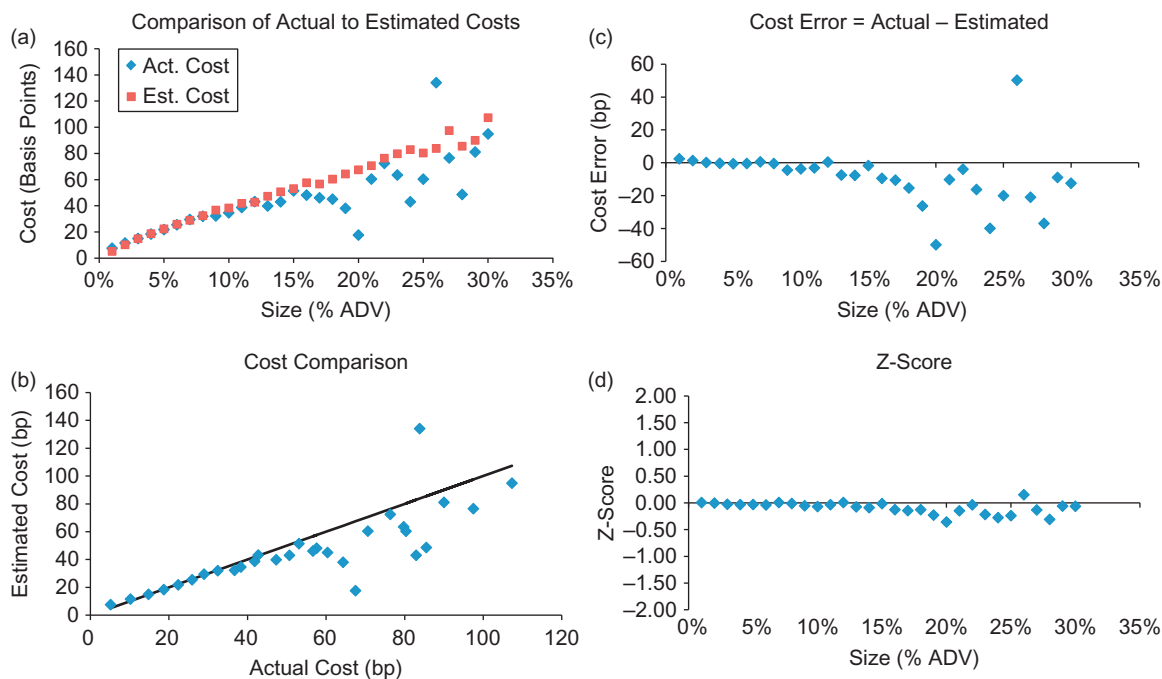 (a)
Comparison of Actual to Estimated Costs
Cost (Basis Points)
160
140
120
100
80
60
40
20
0
Act. Cost
Est. Cost
0% 5% 10% 15% 20% 25% 30% 35%
Size (% ADV)
(c)
Cost Error = Actual – Estimated
Cost Error (bp)
60
40
20
0
–20
–40
–60
0% 5% 10% 15% 20% 25% 30% 35%
Size (% ADV)
(b)
Cost Comparison
Estimated Cost (bp)
160
140
120
100
80
60
40
20
0
0 20 40 60 80 100 120
Actual Cost (bp)
(d)
Z-Score
Z-Score
2.00
1.50
1.00
0.50
0.00
–0.50
–1.00
–1.50
–2.00
0% 5% 10% 15% 20% 25% 30% 35%
Size (% ADV)